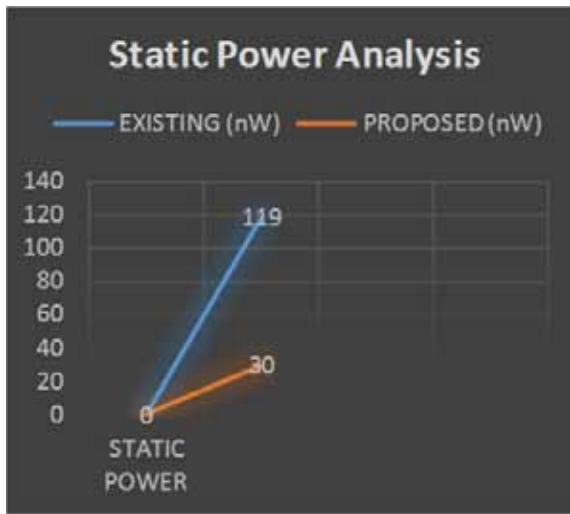 Static Power Analysis
EXISTING (nW) PROPOSED (nW)
140
120
119
100
80
60
40
30
20
0
0
STATIC
POWER